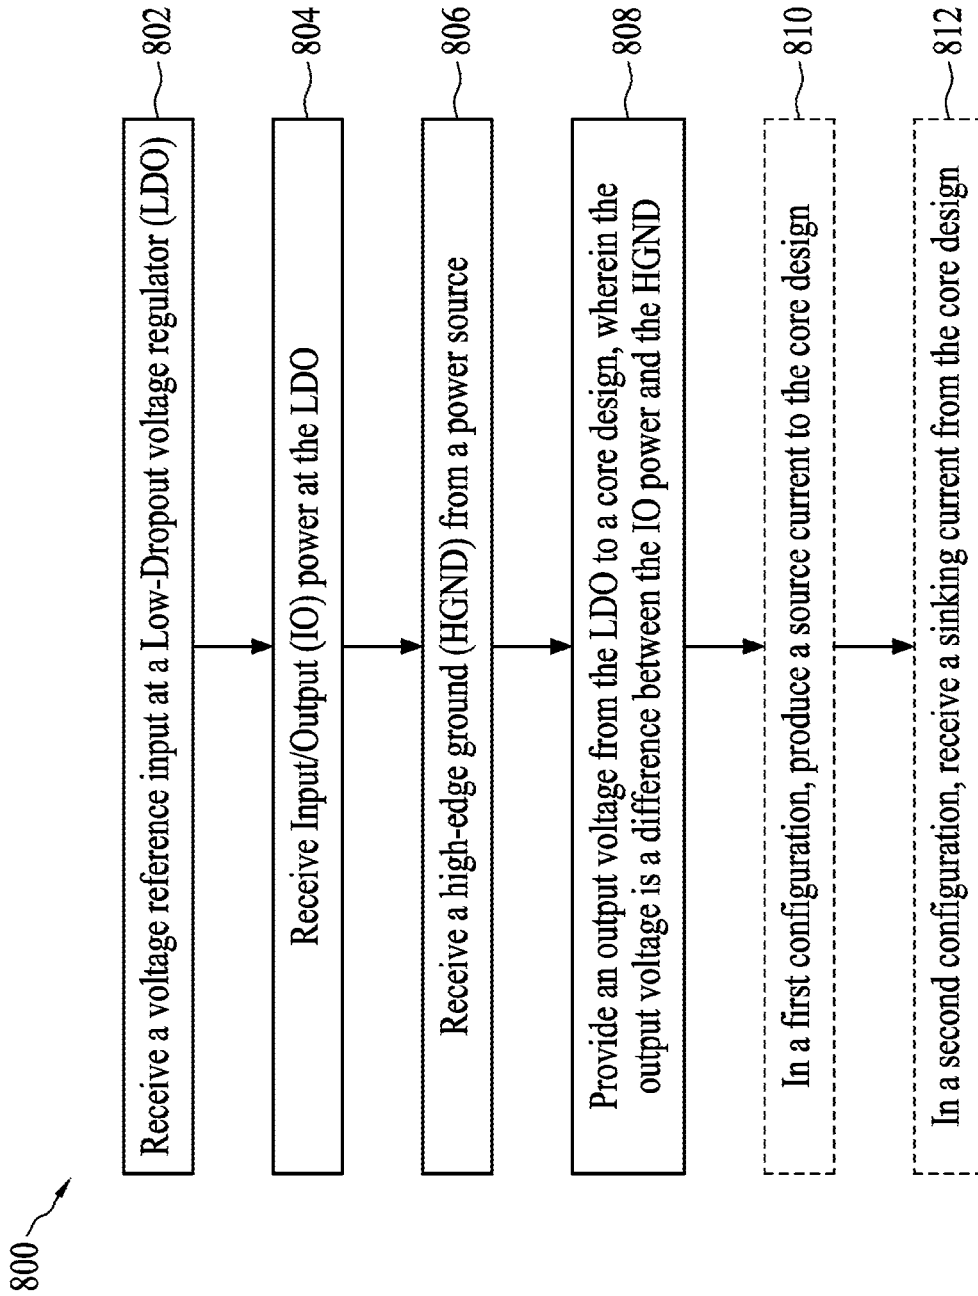 800
Receive a voltage reference input at a Low-Dropout voltage regulator (LDO)
802
Receive Input/Output (IO) power at the LDO
804
Receive a high-edge ground (HGND) from a power source
806
Provide an output voltage from the LDO to a core design, wherein the
output voltage is a difference between the IO power and the HGND
808
In a first configuration, produce a source current to the core design
810
In a second configuration, receive a sinking current from the core design
812